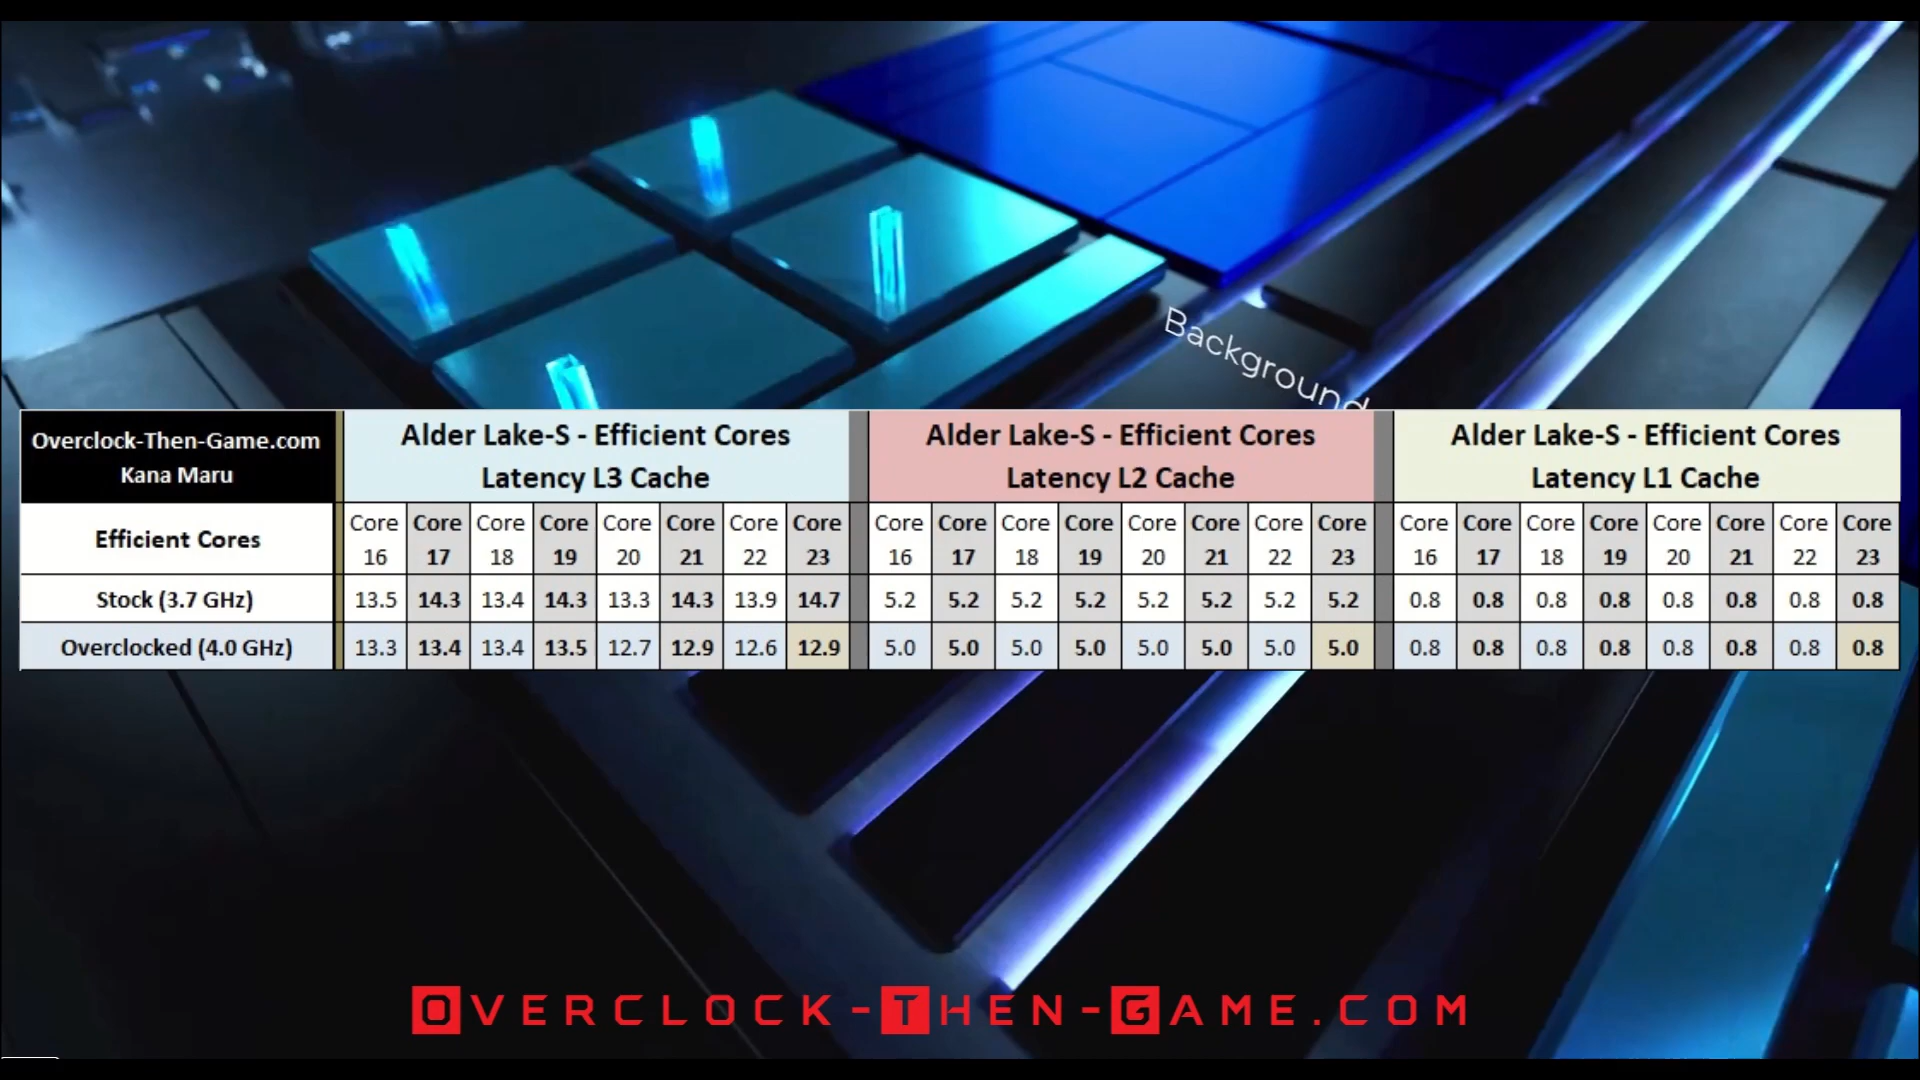 Background
Overclock-Then-Game.com
Kana Maru
Alder Lake-S - Efficient Cores
Latency L3 Cache
Alder Lake-S - Efficient Cores
Latency L2 Cache
Alder Lake-S - Efficient Cores
Latency L1 Cache
Efficient Cores Core 16 Core 17 Core 18 Core 19 Core 20 Core 21 Core 22 Core 23 Core 16 Core 17 Core 18 Core 19 Core 20 Core 21 Core 22 Core 23 Core 16 Core 17 Core 18 Core 19 Core 20 Core 21 Core 22 Core 23
Stock (3.7 GHz) 13.5 14.3 13.4 14.3 13.3 14.3 13.9 14.7 5.2 5.2 5.2 5.2 5.2 5.2 5.2 5.2 0.8 0.8 0.8 0.8 0.8 0.8 0.8 0.8
Overclocked (4.0 GHz) 13.3 13.4 13.4 13.5 12.7 12.9 12.6 12.9 5.0 5.0 5.0 5.0 5.0 5.0 5.0 5.0 0.8 0.8 0.8 0.8 0.8 0.8 0.8 0.8
OVERCLOCK-THEN-GAME.COM